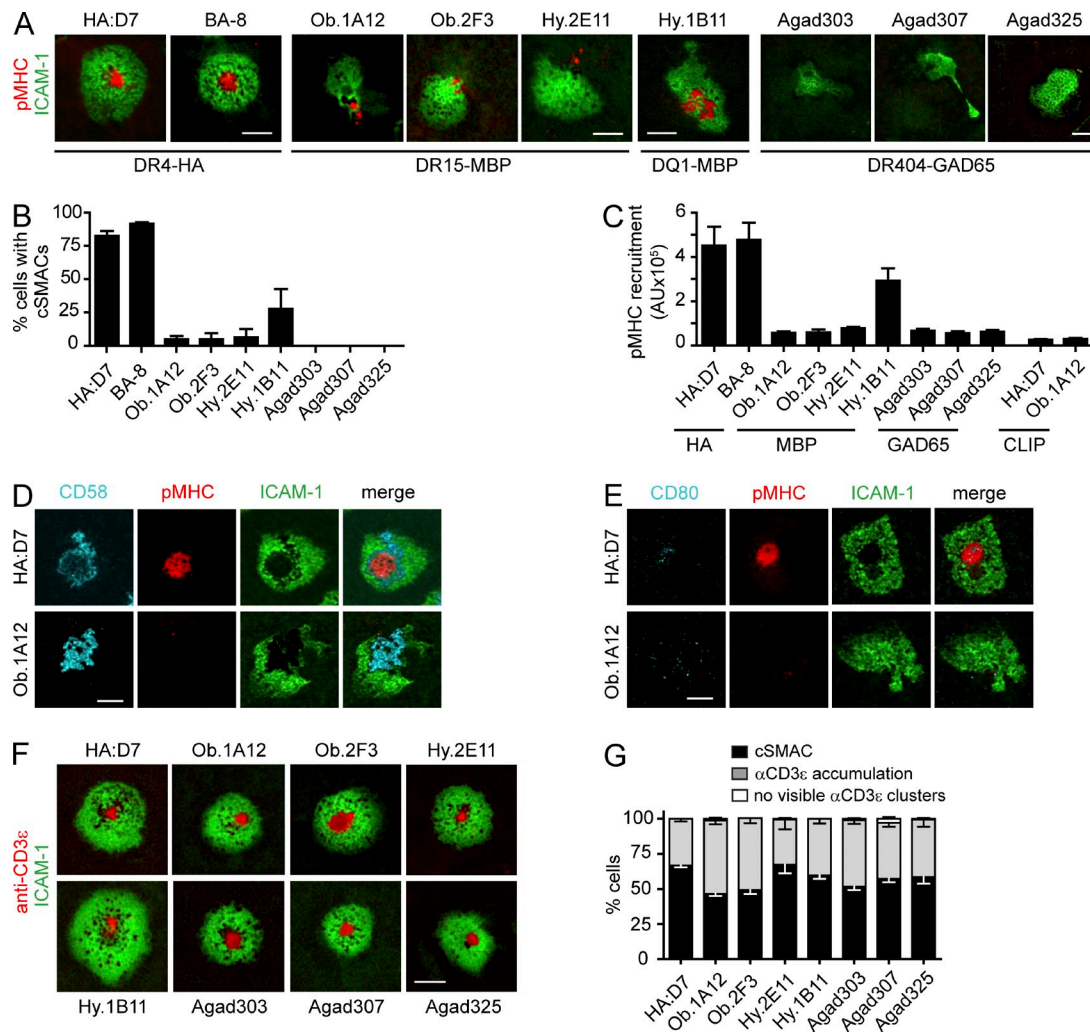 A
HA:D7 BA-8 Ob.1A12 Ob.2F3 Hy.2E11 Hy.1B11 Agad303 Agad307 Agad325
pMHC
ICAM-1
DR4-HA DR15-MBP DQ1-MBP DR404-GAD65
B
% cells with
cSMACs
100
75
50
25
0
HA:D7 BA-8 Ob.1A12 Ob.2F3 Hy.2E11 Hy.1B11 Agad303 Agad307 Agad325
C
pMHC recruitment
(AUx10⁵)
6
4
2
0
HA:D7 BA-8 Ob.1A12 Ob.2F3 Hy.2E11 Hy.1B11 Agad303 Agad307 Agad325 HA:D7 Ob.1A12
HA MBP GAD65 CLIP
D
CD58 pMHC ICAM-1 merge
HA:D7
Ob.1A12
E
CD80 pMHC ICAM-1 merge
HA:D7
Ob.1A12
F
HA:D7 Ob.1A12 Ob.2F3 Hy.2E11
anti-CD3ε
ICAM-1
Hy.1B11 Agad303 Agad307 Agad325
G
cSMAC
αCD3ε accumulation
no visible αCD3ε clusters
% cells
100
50
0
HA:D7 Ob.1A12 Ob.2F3 Hy.2E11 Hy.1B11 Agad303 Agad307 Agad325